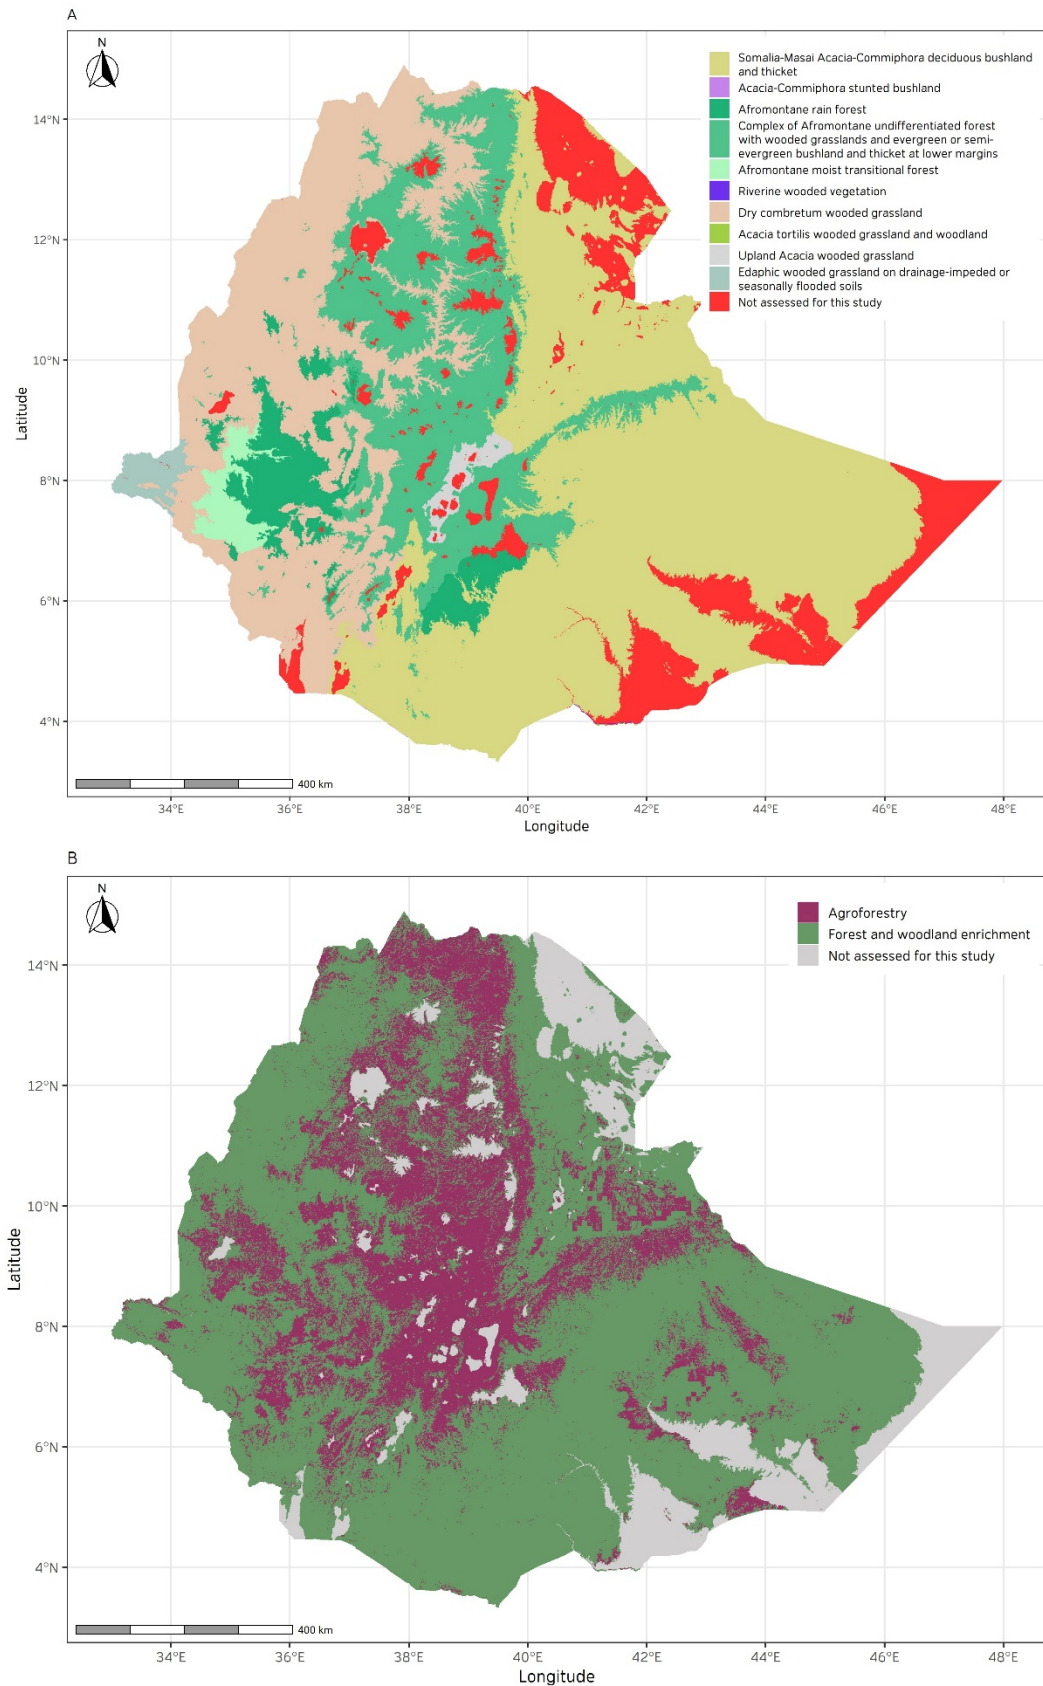 A
N
Somalia-Masai Acacia-Commiphora deciduous bushland
and thicket
Acacia-Commiphora stunted bushland
Afromontane rain forest
Complex of Afromontane undifferentiated forest
with wooded grasslands and evergreen or semi-
evergreen bushland and thicket at lower margins
Afromontane moist transitional forest
Riverine wooded vegetation
Dry combretum wooded grassland
Acacia tortilis wooded grassland and woodland
Upland Acacia wooded grassland
Edaphic wooded grassland on drainage-impeded or
seasonally flooded soils
Not assessed for this study
14°N
12°N
10°N
8°N
6°N
4°N
Latitude
400 km
34°E 36°E 38°E 40°E 42°E 44°E 46°E 48°E
Longitude
B
N
Agroforestry
Forest and woodland enrichment
Not assessed for this study
14°N
12°N
10°N
8°N
6°N
4°N
Latitude
400 km
34°E 36°E 38°E 40°E 42°E 44°E 46°E 48°E
Longitude